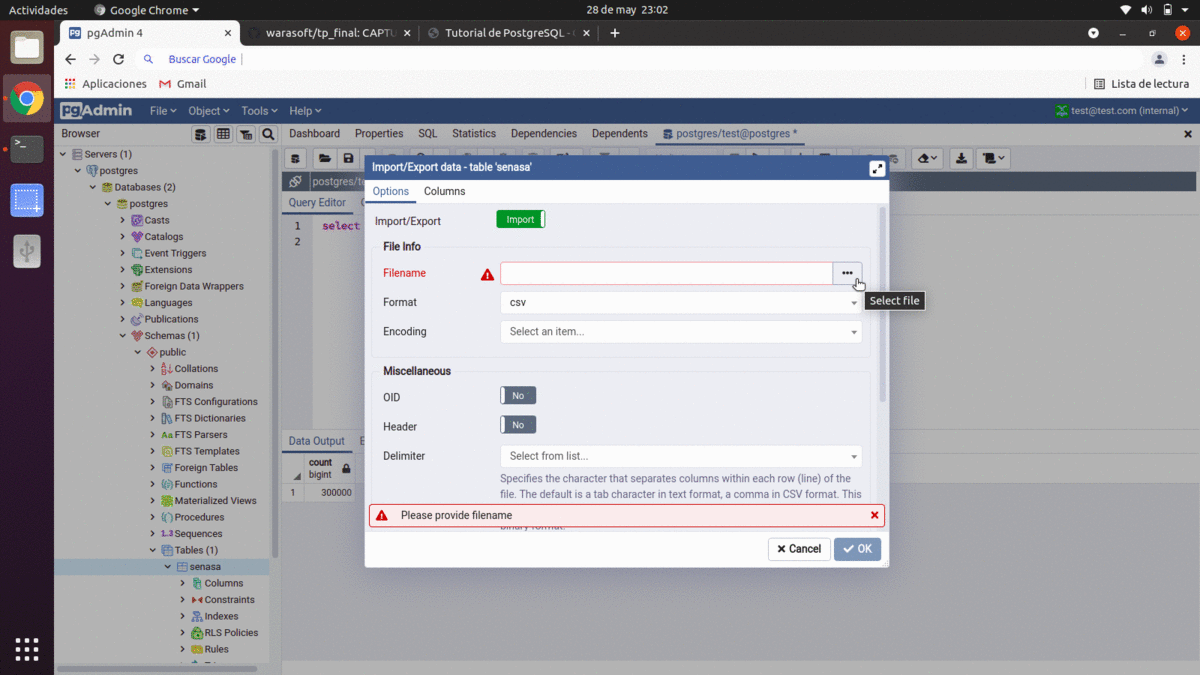 Actividades Google Chrome 28 de may 23:02
pgAdmin 4 warasoft/tp_final: CAPTU Tutorial de PostgreSQL -
Buscar Google
Aplicaciones Gmail Lista de lectura
pgAdmin File Object Tools Help test@test.com (internal)
Browser Dashboard Properties SQL Statistics Dependencies Dependents postgres/test@postgres *
Servers (1)
postgres
Databases (2)
postgres
Casts
Catalogs
Event Triggers
Extensions
Foreign Data Wrappers
Languages
Publications
Schemas (1)
public
Collations
Domains
FTS Configurations
FTS Dictionaries
FTS Parsers
FTS Templates
Foreign Tables
Functions
Materialized Views
Procedures
1.3 Sequences
Tables (1)
senasa
Columns
Constraints
Indexes
RLS Policies
Rules
postgres/te
Query Editor
1 select
2
Data Output
count
bigint
1 300000
Import/Export data - table 'senasa'
Options Columns
Import/Export Import
File Info
Filename
Select file
Format csv
Encoding Select an item...
Miscellaneous
OID No
Header No
Delimiter Select from list...
Specifies the character that separates columns within each row (line) of the
file. The default is a tab character in text format, a comma in CSV format. This
Please provide filename
binary format.
Cancel OK